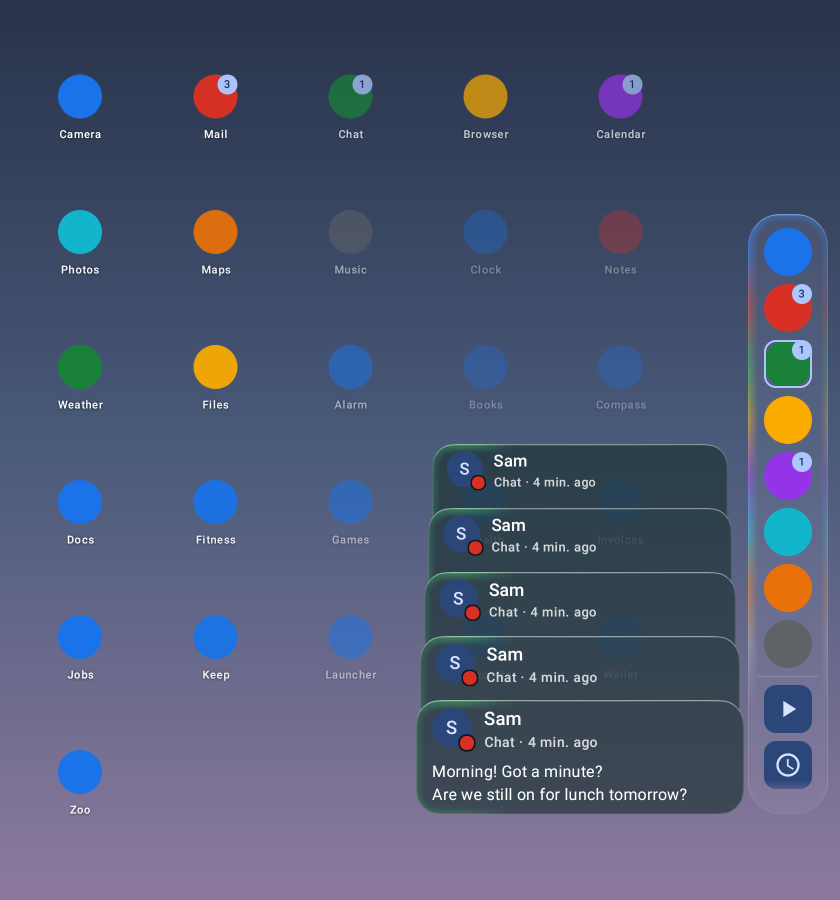 3
1
1
Camera
Mail
Chat
Browser
Calendar
Photos
Maps
Music
Clock
Notes
3
1
Weather
Files
Alarm
Books
Compass
1
S
Sam
Chat · 4 min. ago
Docs
Fitness
Games
Invoices
S
Sam
Chat · 4 min. ago
S
Sam
Chat · 4 min. ago
Jobs
Keep
Launcher
Wallet
S
Sam
Chat · 4 min. ago
S
Sam
Chat · 4 min. ago
Morning! Got a minute?
Are we still on for lunch tomorrow?
Zoo